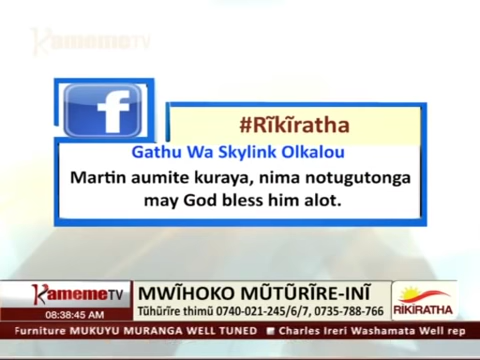 KamemeTV
f
#Rĩkĩratha
Gathu Wa Skylink Olkalou
Martin aumite kuraya, nima notugutonga
may God bless him alot.
KamemeTV
08:38:45 AM
MWĨHOKO MŨTŨRĨRE-INĨ
Tũhũrĩre thimũ 0740-021-245/6/7, 0735-788-766
RĨKĨRATHA
Furniture MUKUYU MURANGA WELL TUNED ■ Charles Ireri Washamata Well rep